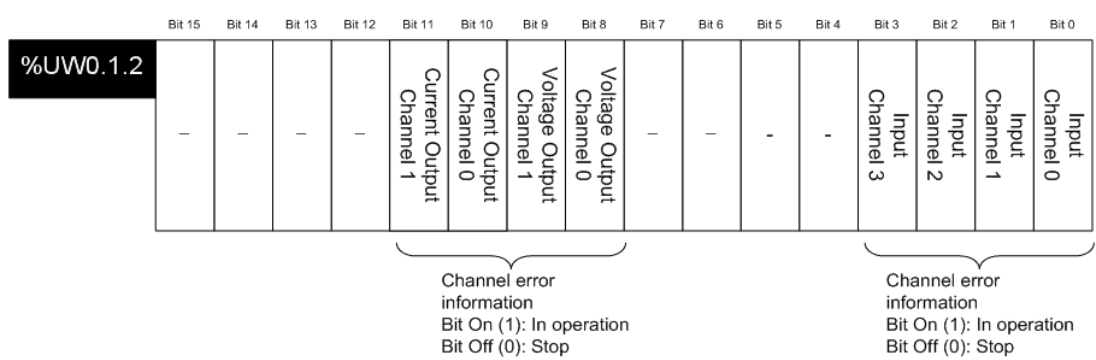 Bit 15 Bit 14 Bit 13 Bit 12 Bit 11 Bit 10 Bit 9 Bit 8 Bit 7 Bit 6 Bit 5 Bit 4 Bit 3 Bit 2 Bit 1 Bit 0
%UW0.1.2
–
–
–
–
Current Output
Channel 1
Current Output
Channel 0
Voltage Output
Channel 1
Voltage Output
Channel 0
–
–
-
-
Input
Channel 3
Input
Channel 2
Input
Channel 1
Input
Channel 0
Channel error
information
Bit On (1): In operation
Bit Off (0): Stop
Channel error
information
Bit On (1): In operation
Bit Off (0): Stop